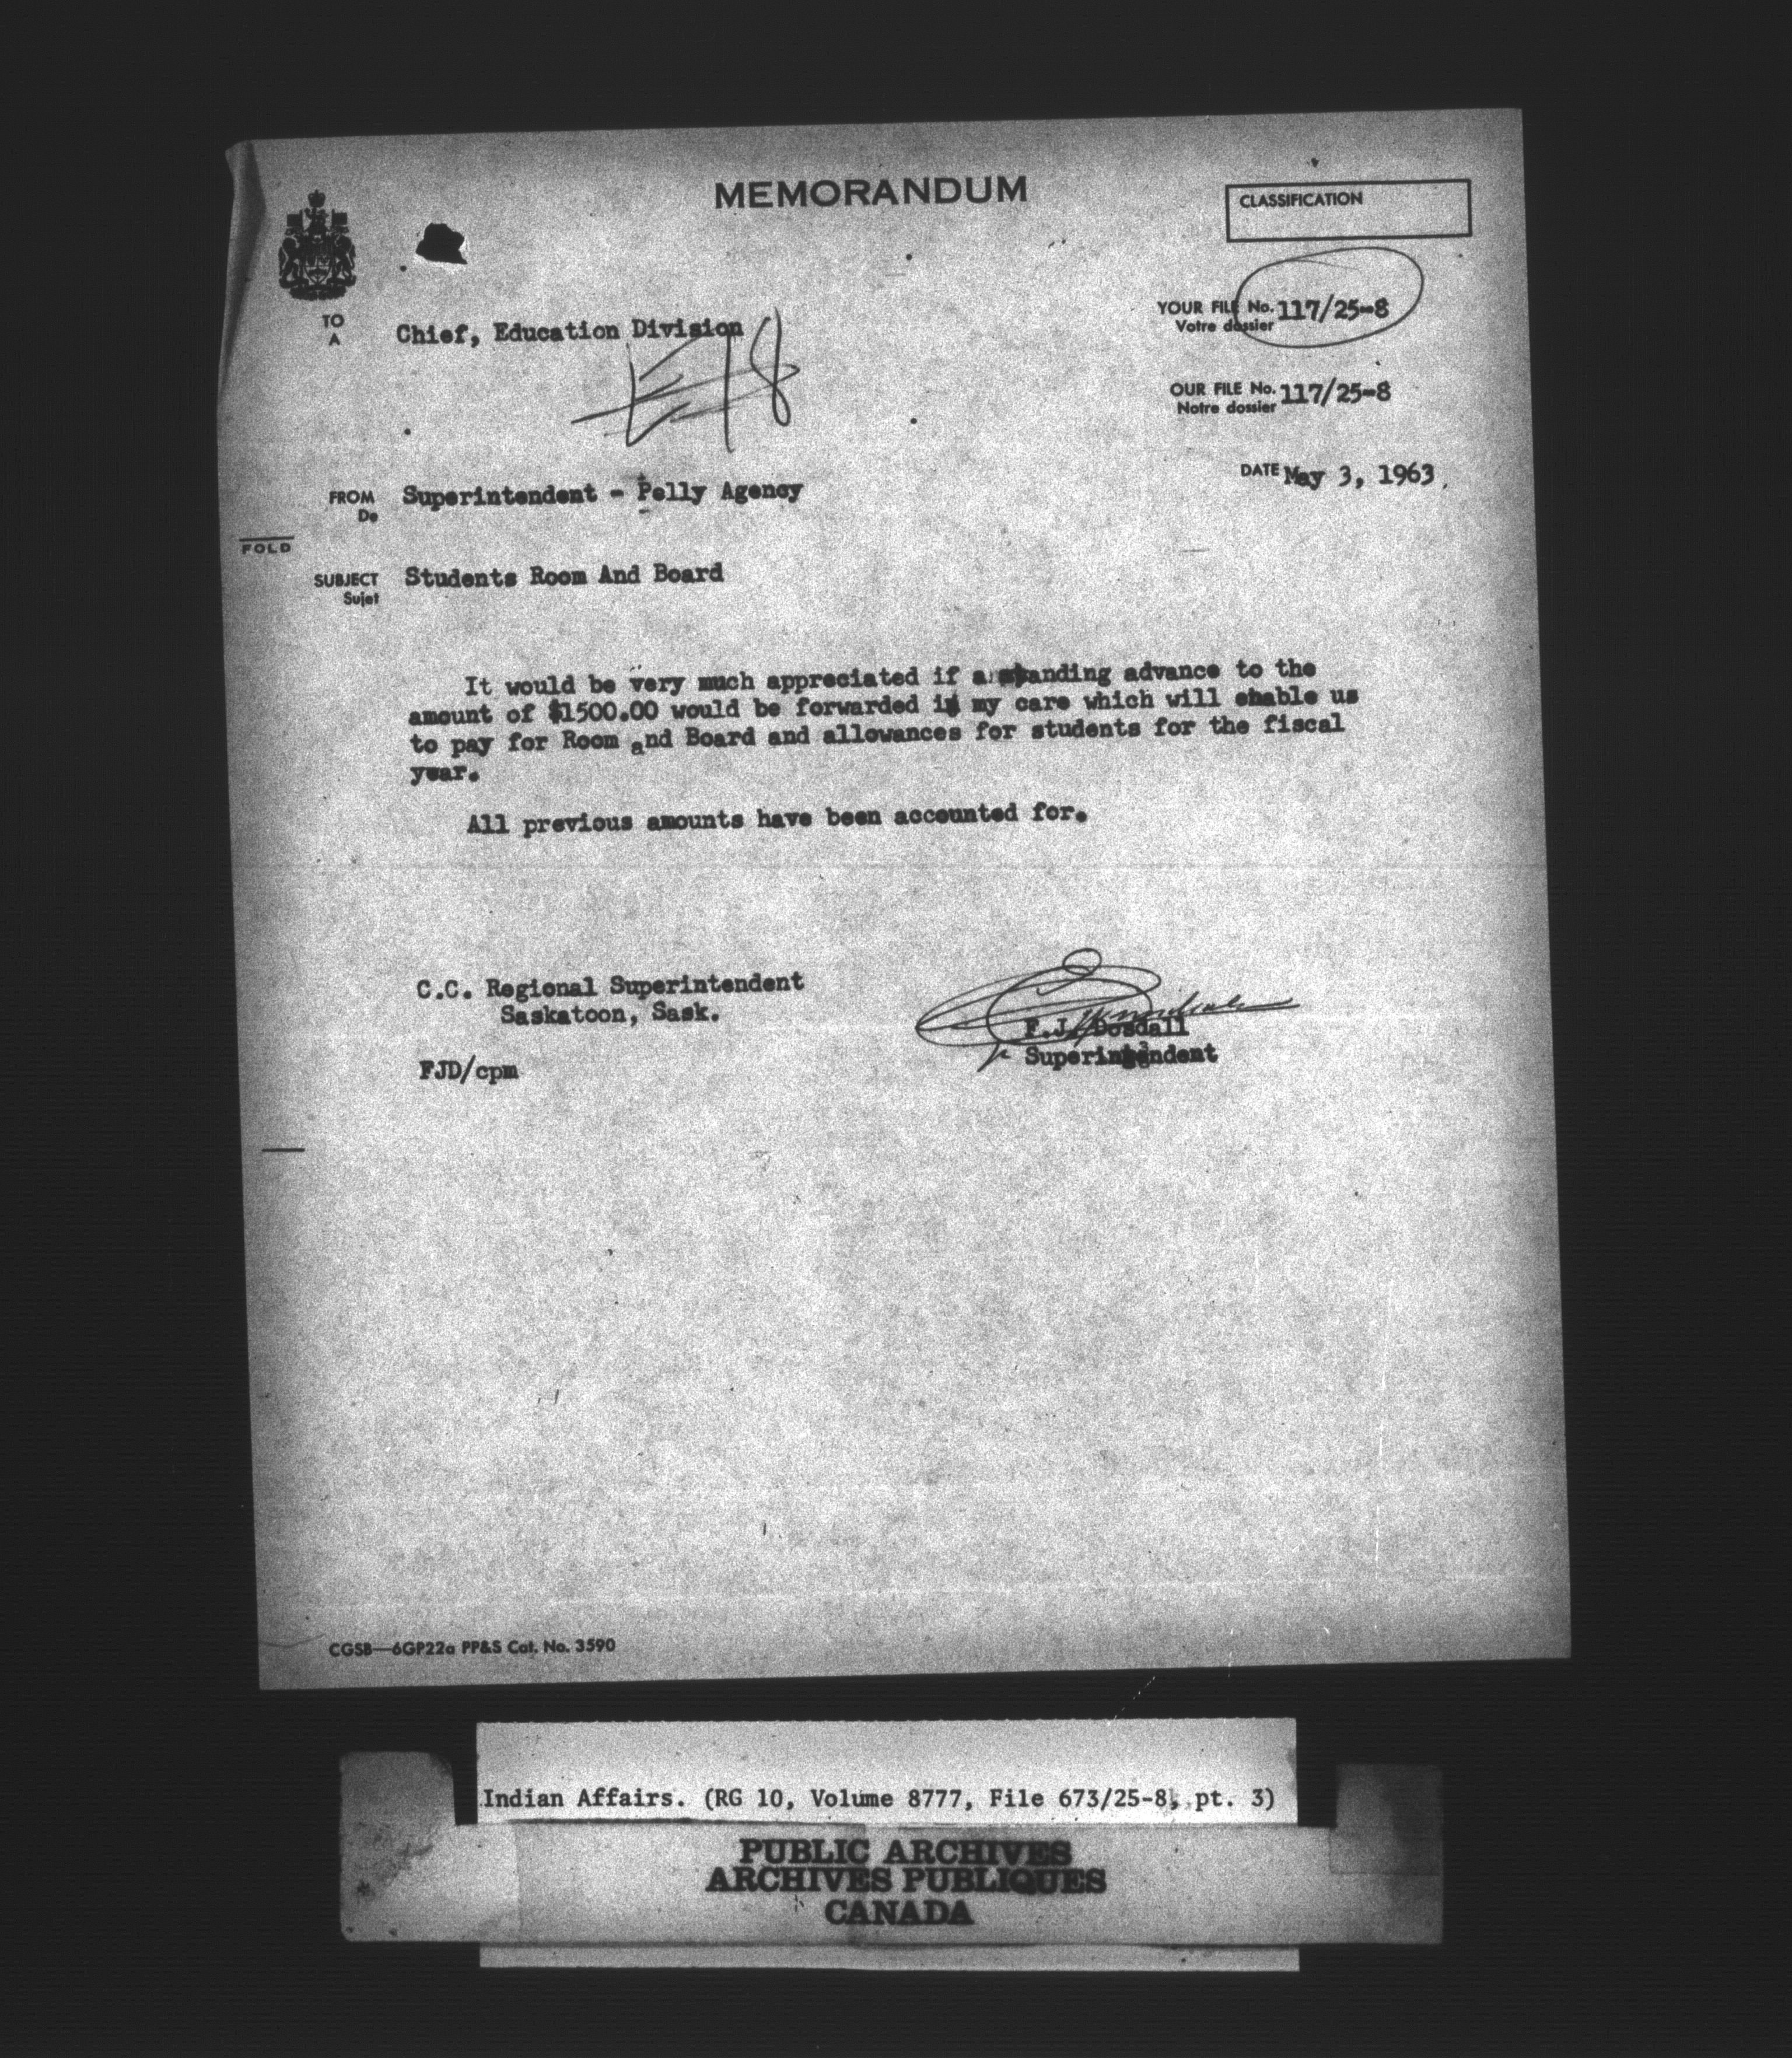 MEMORANDUM
CLASSIFICATION
TO
A
Chief, Education Division
YOUR FILE No. 117/25-8
Votre dossier
OUR FILE No. 117/25-8
Notre dossier
DATE May 3, 1963.
FROM
De
Superintendent - Pelly Agency
FOLD
SUBJECT
Sujet
Students Room And Board
It would be very much appreciated if a standing advance to the
amount of $1500.00 would be forwarded in my care which will enable us
to pay for Room and Board and allowances for students for the fiscal
year.
All previous amounts have been accounted for.
C.C. Regional Superintendent
Saskatoon, Sask.
F.J. Dosdall
Superintendent
FJD/cpm
CGSB—6GP22a PP&S Cat. No. 3590
Indian Affairs. (RG 10, Volume 8777, File 673/25-8, pt. 3)
PUBLIC ARCHIVES
ARCHIVES PUBLIQUES
CANADA